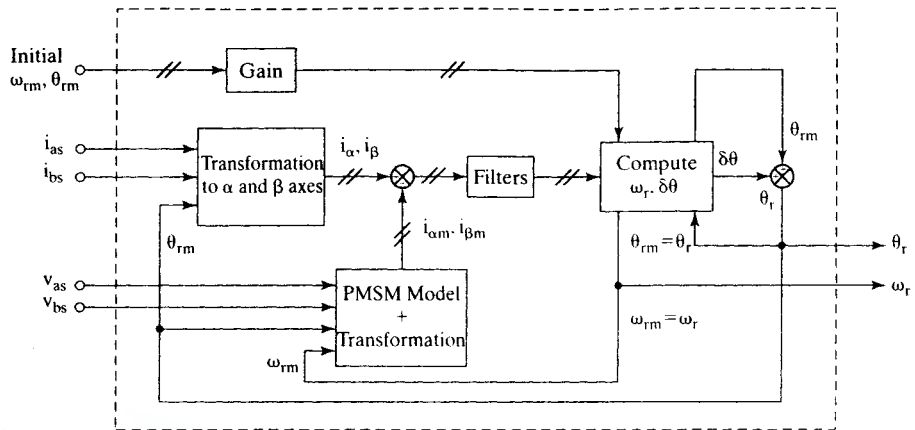 Initial
ω_rm, θ_rm
Gain
i_as
i_bs
Transformation
to α and β axes
i_α, i_β
Filters
Compute
ω_r. δθ
δθ
θ_rm
θ_r
θ_rm
i_αm, i_βm
θ_rm = θ_r
θ_r
v_as
v_bs
PMSM Model
+
Transformation
ω_r
ω_rm = ω_r
ω_rm